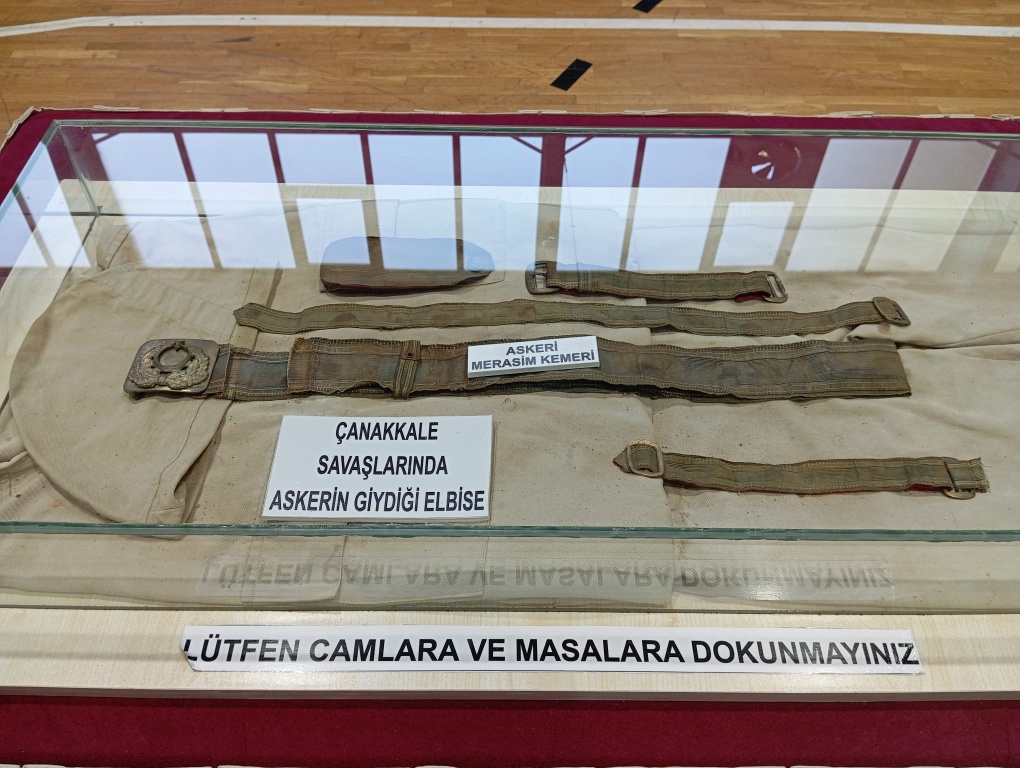 ASKERİ
MERASİM KEMERİ
ÇANAKKALE
SAVAŞLARINDA
ASKERİN GİYDİĞİ ELBİSE
LÜTFEN CAMLARA VE MASALARA DOKUNMAYINIZ